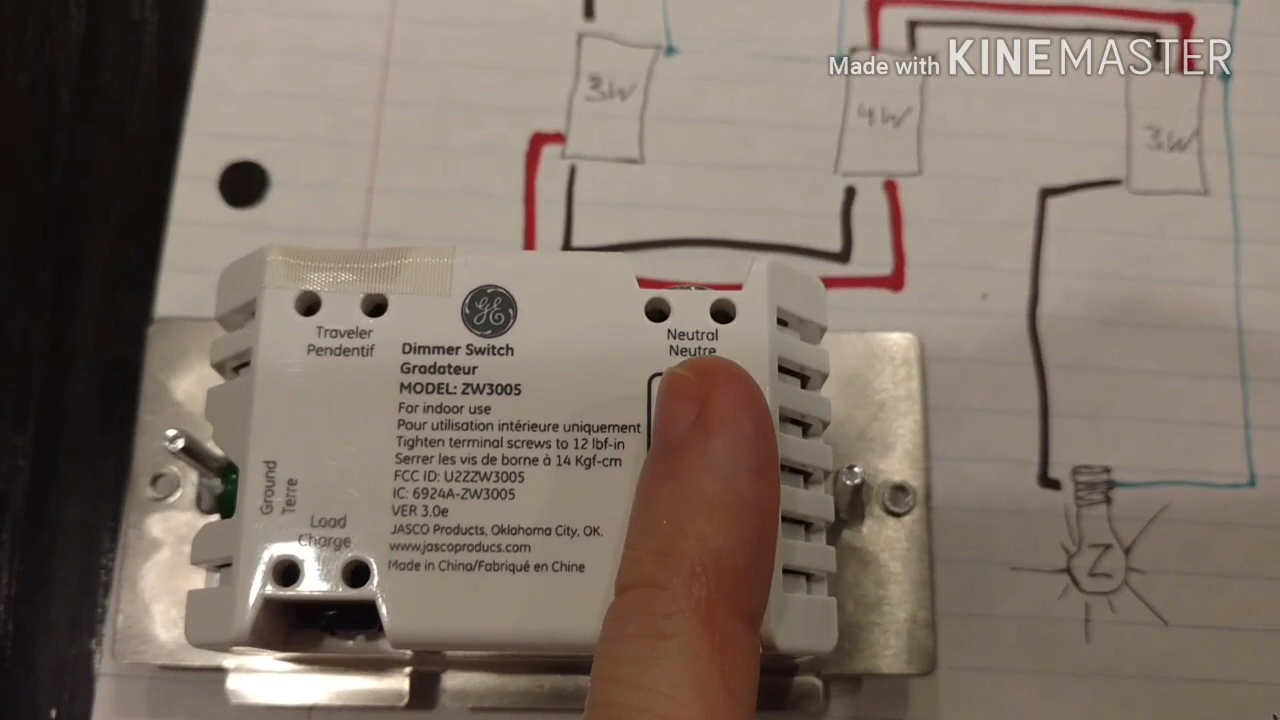 Made with KINEMASTER
3W
4W
3W
Traveler
Pendentif
GE
Dimmer Switch
Gradateur
MODEL: ZW3005
For indoor use
Pour utilisation intérieure uniquement
Tighten terminal screws to 12 lbf-in
Serrer les vis de borne à 14 Kgf-cm
FCC ID: U2ZZW3005
IC: 6924A-ZW3005
VER 3.0e
JASCO Products, Oklahoma City, OK.
www.jascoproducs.com
Made in China/Fabriqué en Chine
Neutral
Neutre
Ground
Terre
Load
Charge
Z